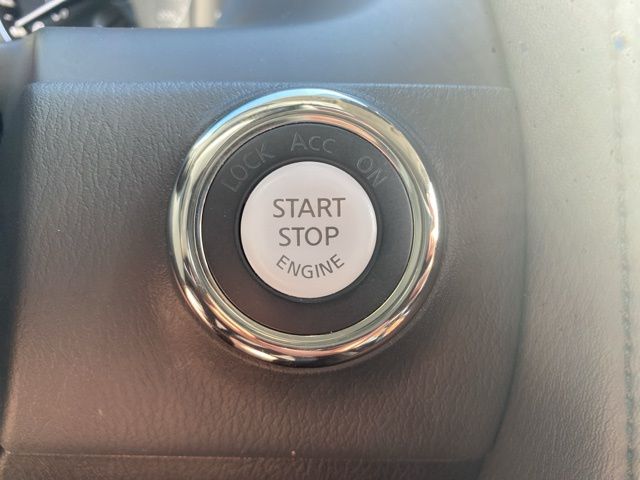 LOCK ACC ON
START
STOP
ENGINE